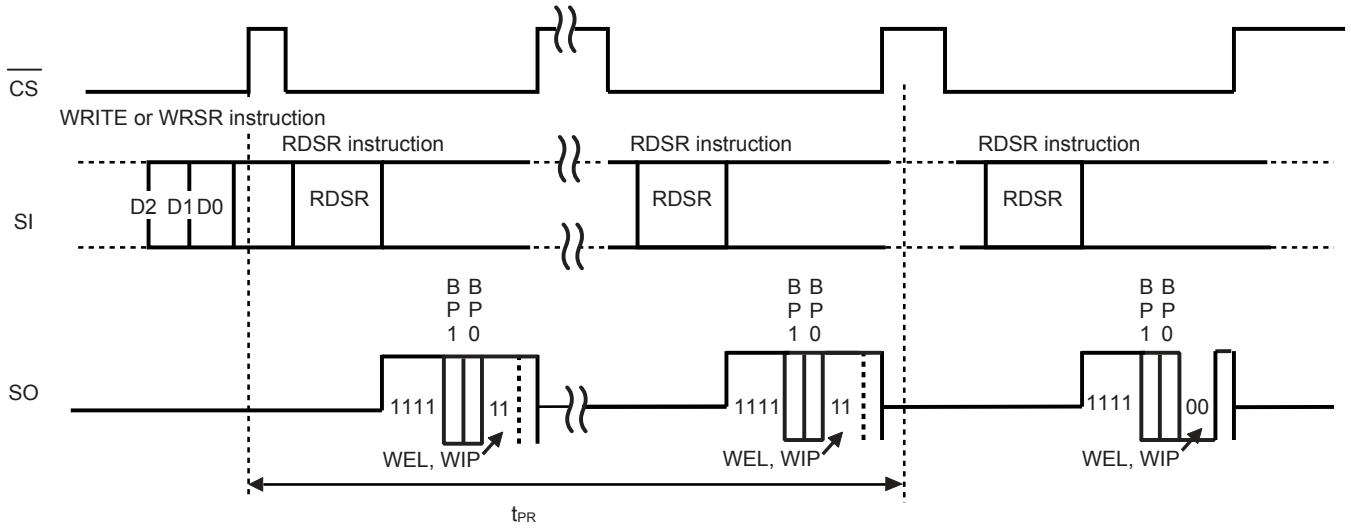 CS
WRITE or WRSR instruction
RDSR instruction RDSR instruction RDSR instruction
SI
D2 D1 D0 RDSR RDSR RDSR
B B B B B B
P P P P P P
1 0 1 0 1 0
SO
1111 11 1111 11 1111 00
WEL, WIP WEL, WIP WEL, WIP
tPR